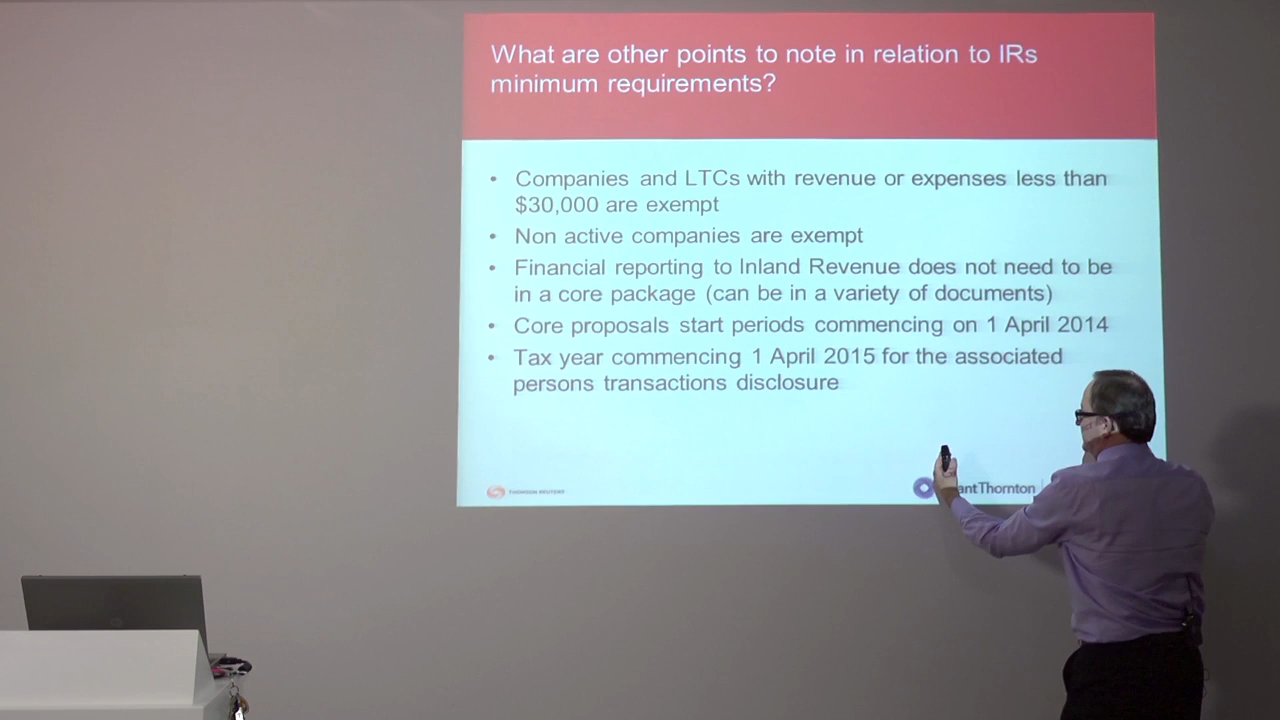 What are other points to note in relation to IRs
minimum requirements?
• Companies and LTCs with revenue or expenses less than
$30,000 are exempt
• Non active companies are exempt
• Financial reporting to Inland Revenue does not need to be
in a core package (can be in a variety of documents)
• Core proposals start periods commencing on 1 April 2014
• Tax year commencing 1 April 2015 for the associated
persons transactions disclosure
THOMSON REUTERS
antThornton